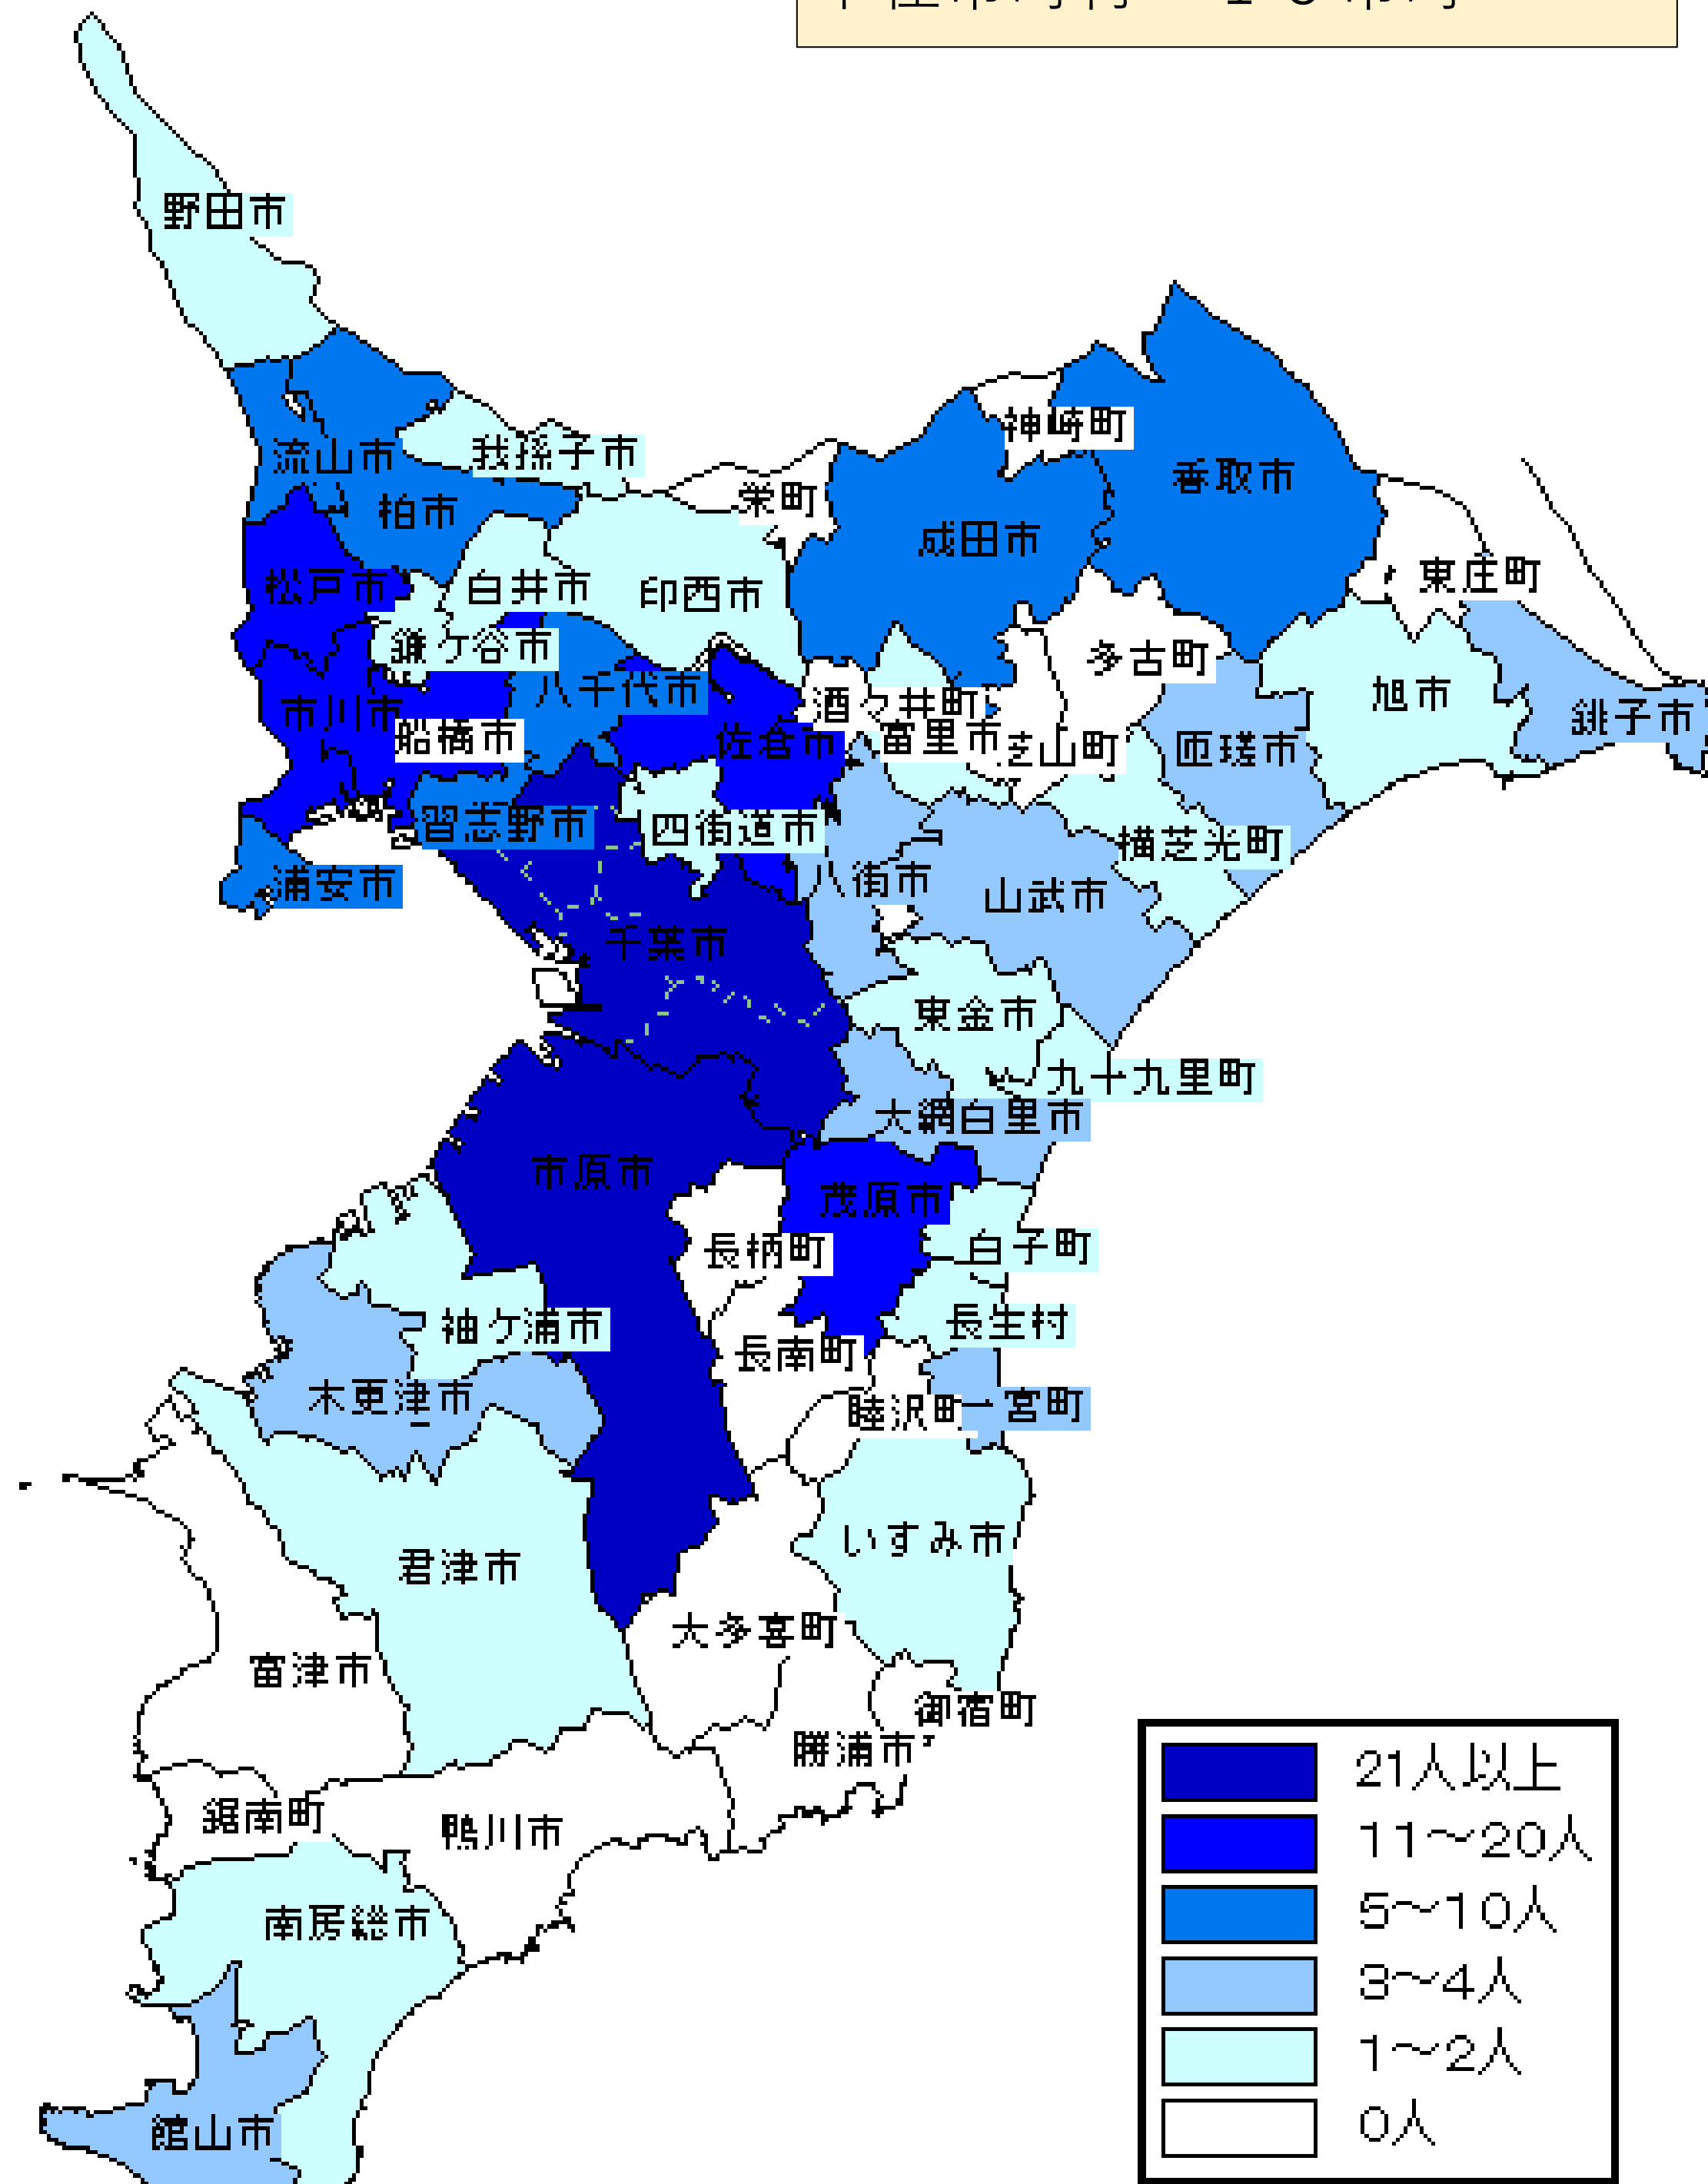 野田市
神崎町
流山市
我孫子市
香取市
柏市
栄町
成田市
東庄町
松戸市
白井市
印西市
鎌ケ谷市
多古町
八千代市
旭市
市川市
酒々井町
銚子市
船橋市
佐倉市
富里市
芝山町
匝瑳市
習志野市
四街道市
横芝光町
浦安市
八街市
山武市
千葉市
東金市
九十九里町
大網白里市
市原市
茂原市
長柄町
白子町
袖ケ浦市
長生村
長南町
木更津市
睦沢町
一宮町
いすみ市
君津市
大多喜町
富津市
御宿町
勝浦市
鋸南町
鴨川市
南房総市
館山市
21人以上
11～20人
5～10人
3～4人
1～2人
0人